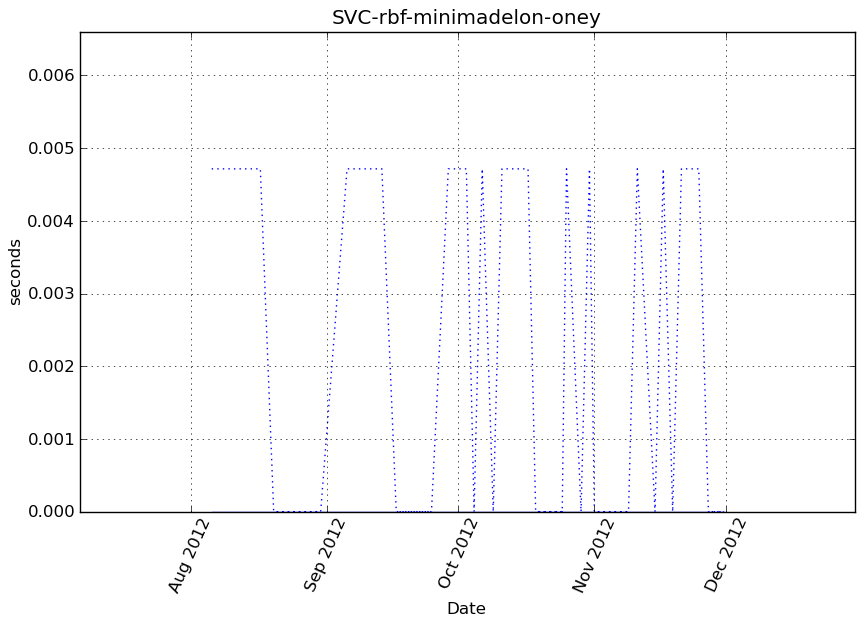 SVC-rbf-minimadelon-oney
0.006
0.005
0.004
0.003
0.002
0.001
0.000
seconds
Aug 2012
Sep 2012
Oct 2012
Nov 2012
Dec 2012
Date